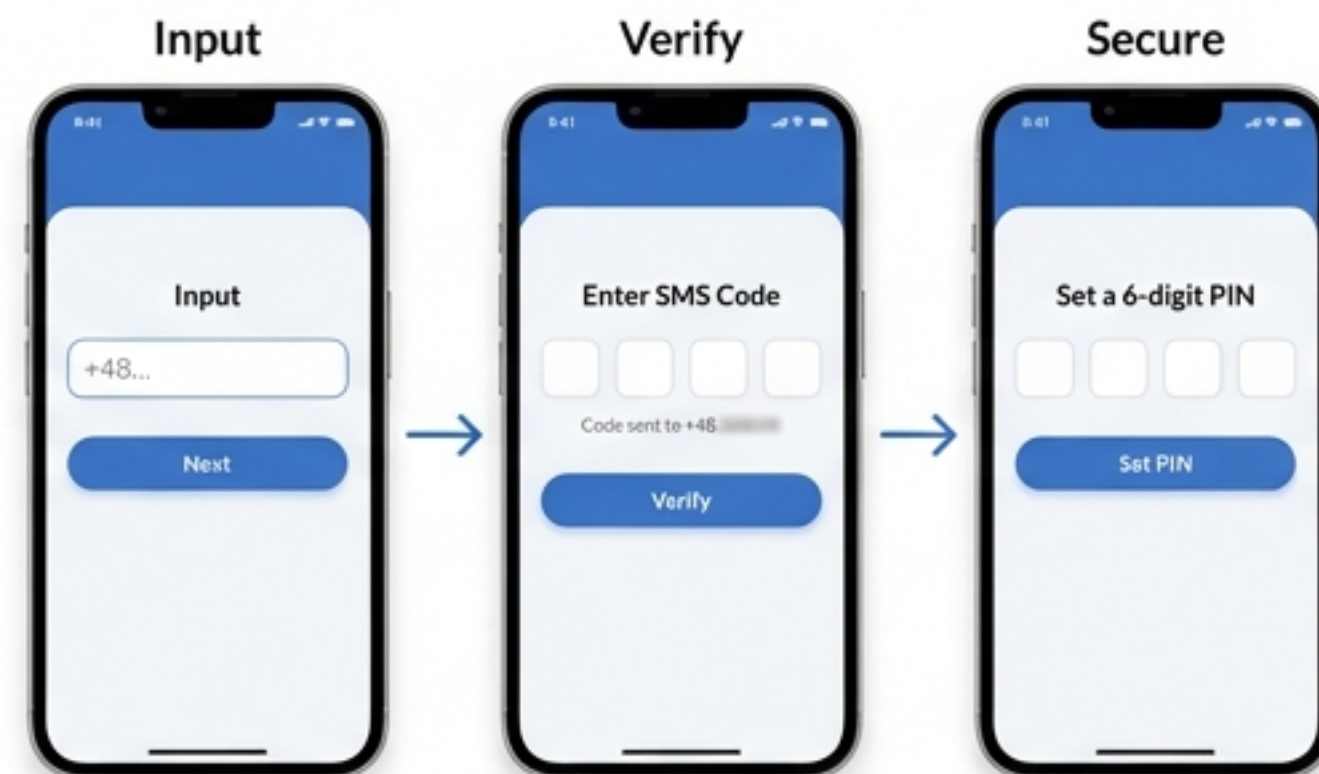 Input
Verify
Secure
Input
+48...
Next
Enter SMS Code
Code sent to +48
Verify
Set a 6-digit PIN
Set PIN